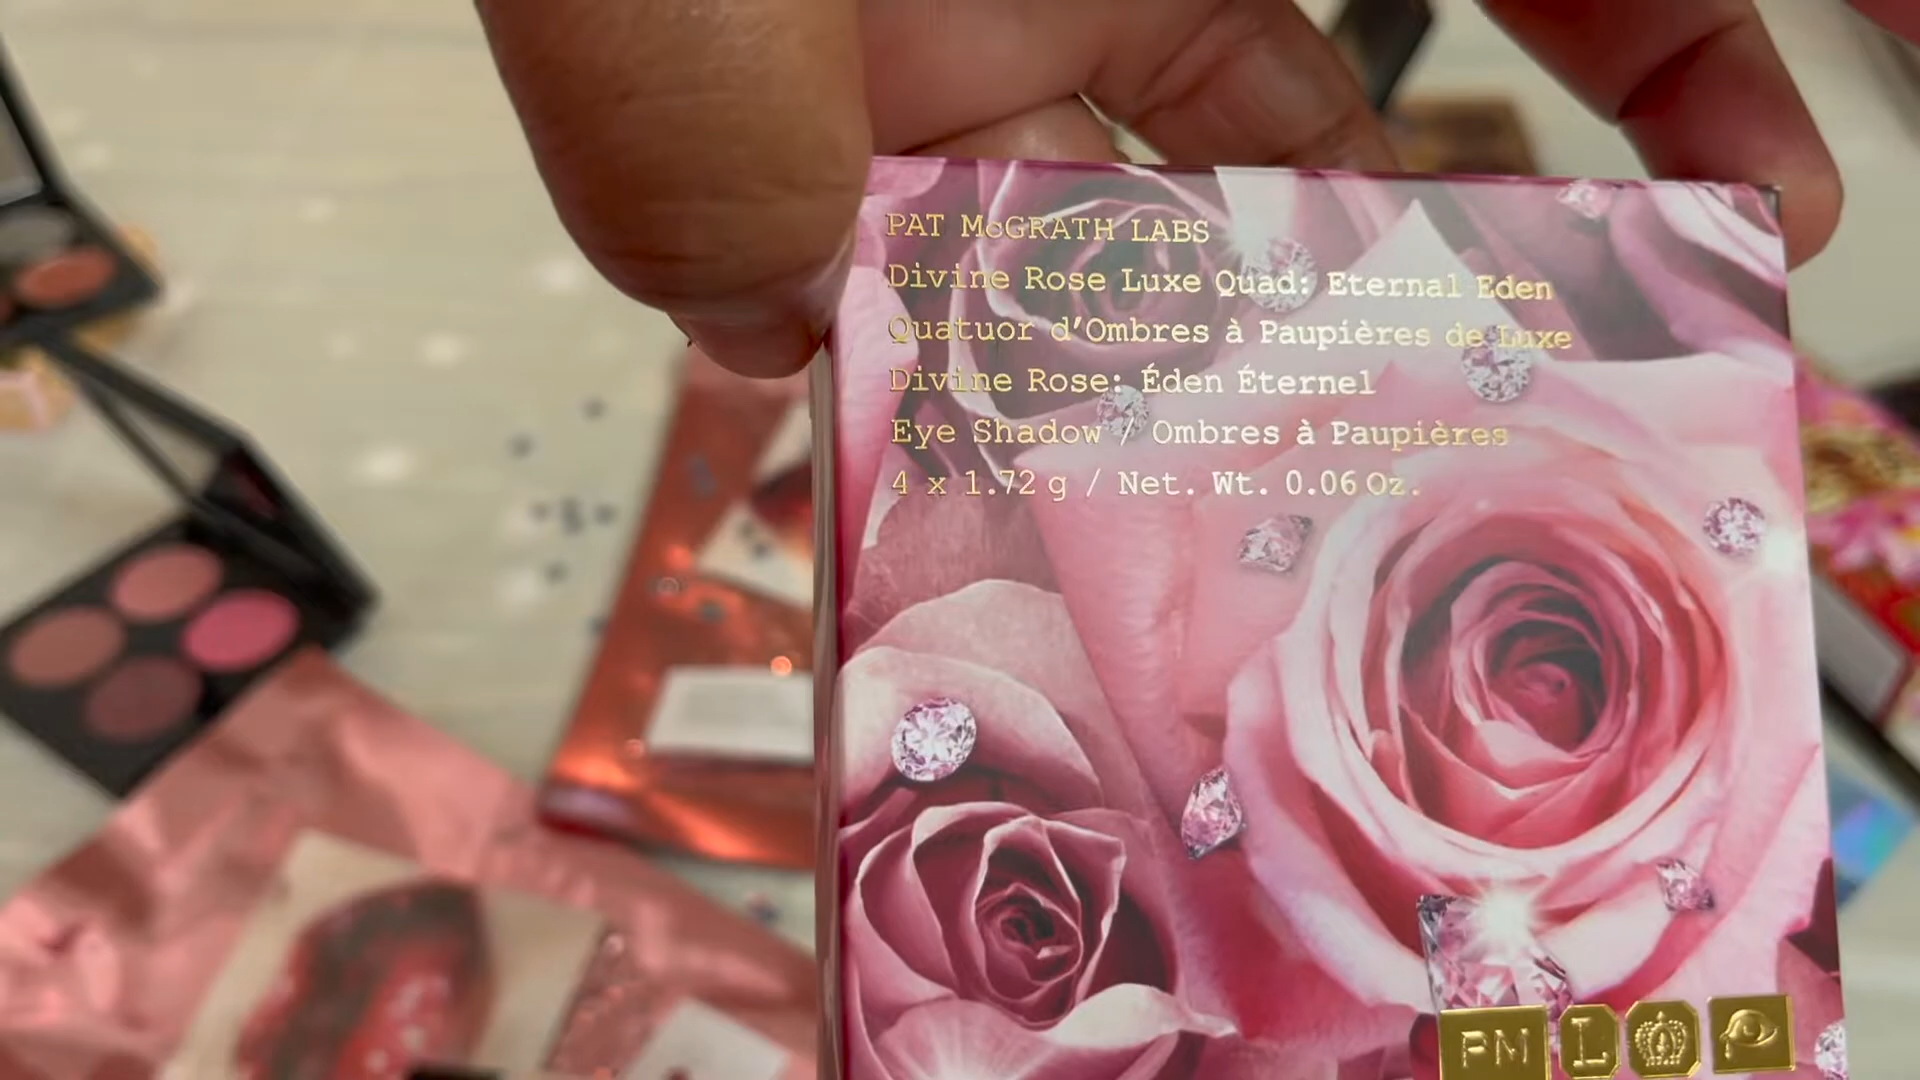 PAT McGRATH LABS
Divine Rose Luxe Quad: Eternal Eden
Quatuor d'Ombres à Paupières de Luxe
Divine Rose: Éden Éternel
Eye Shadow / Ombres à Paupières
4 x 1.72 g / Net. Wt. 0.06 Oz.
PM L